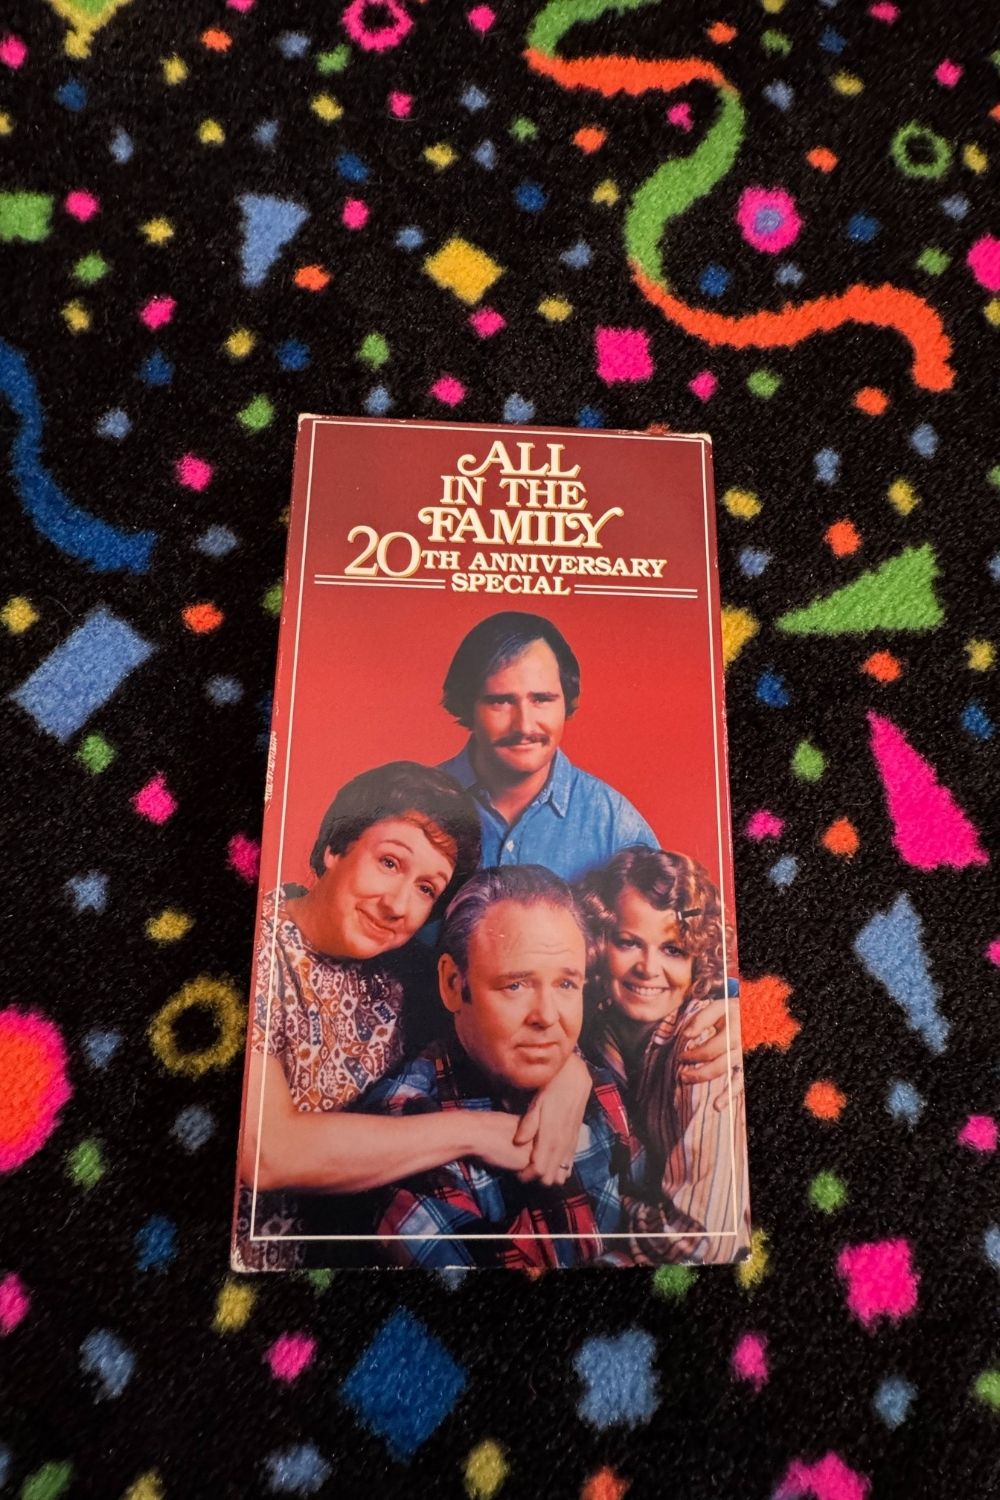 ALL
IN THE
FAMILY
20TH ANNIVERSARY
SPECIAL